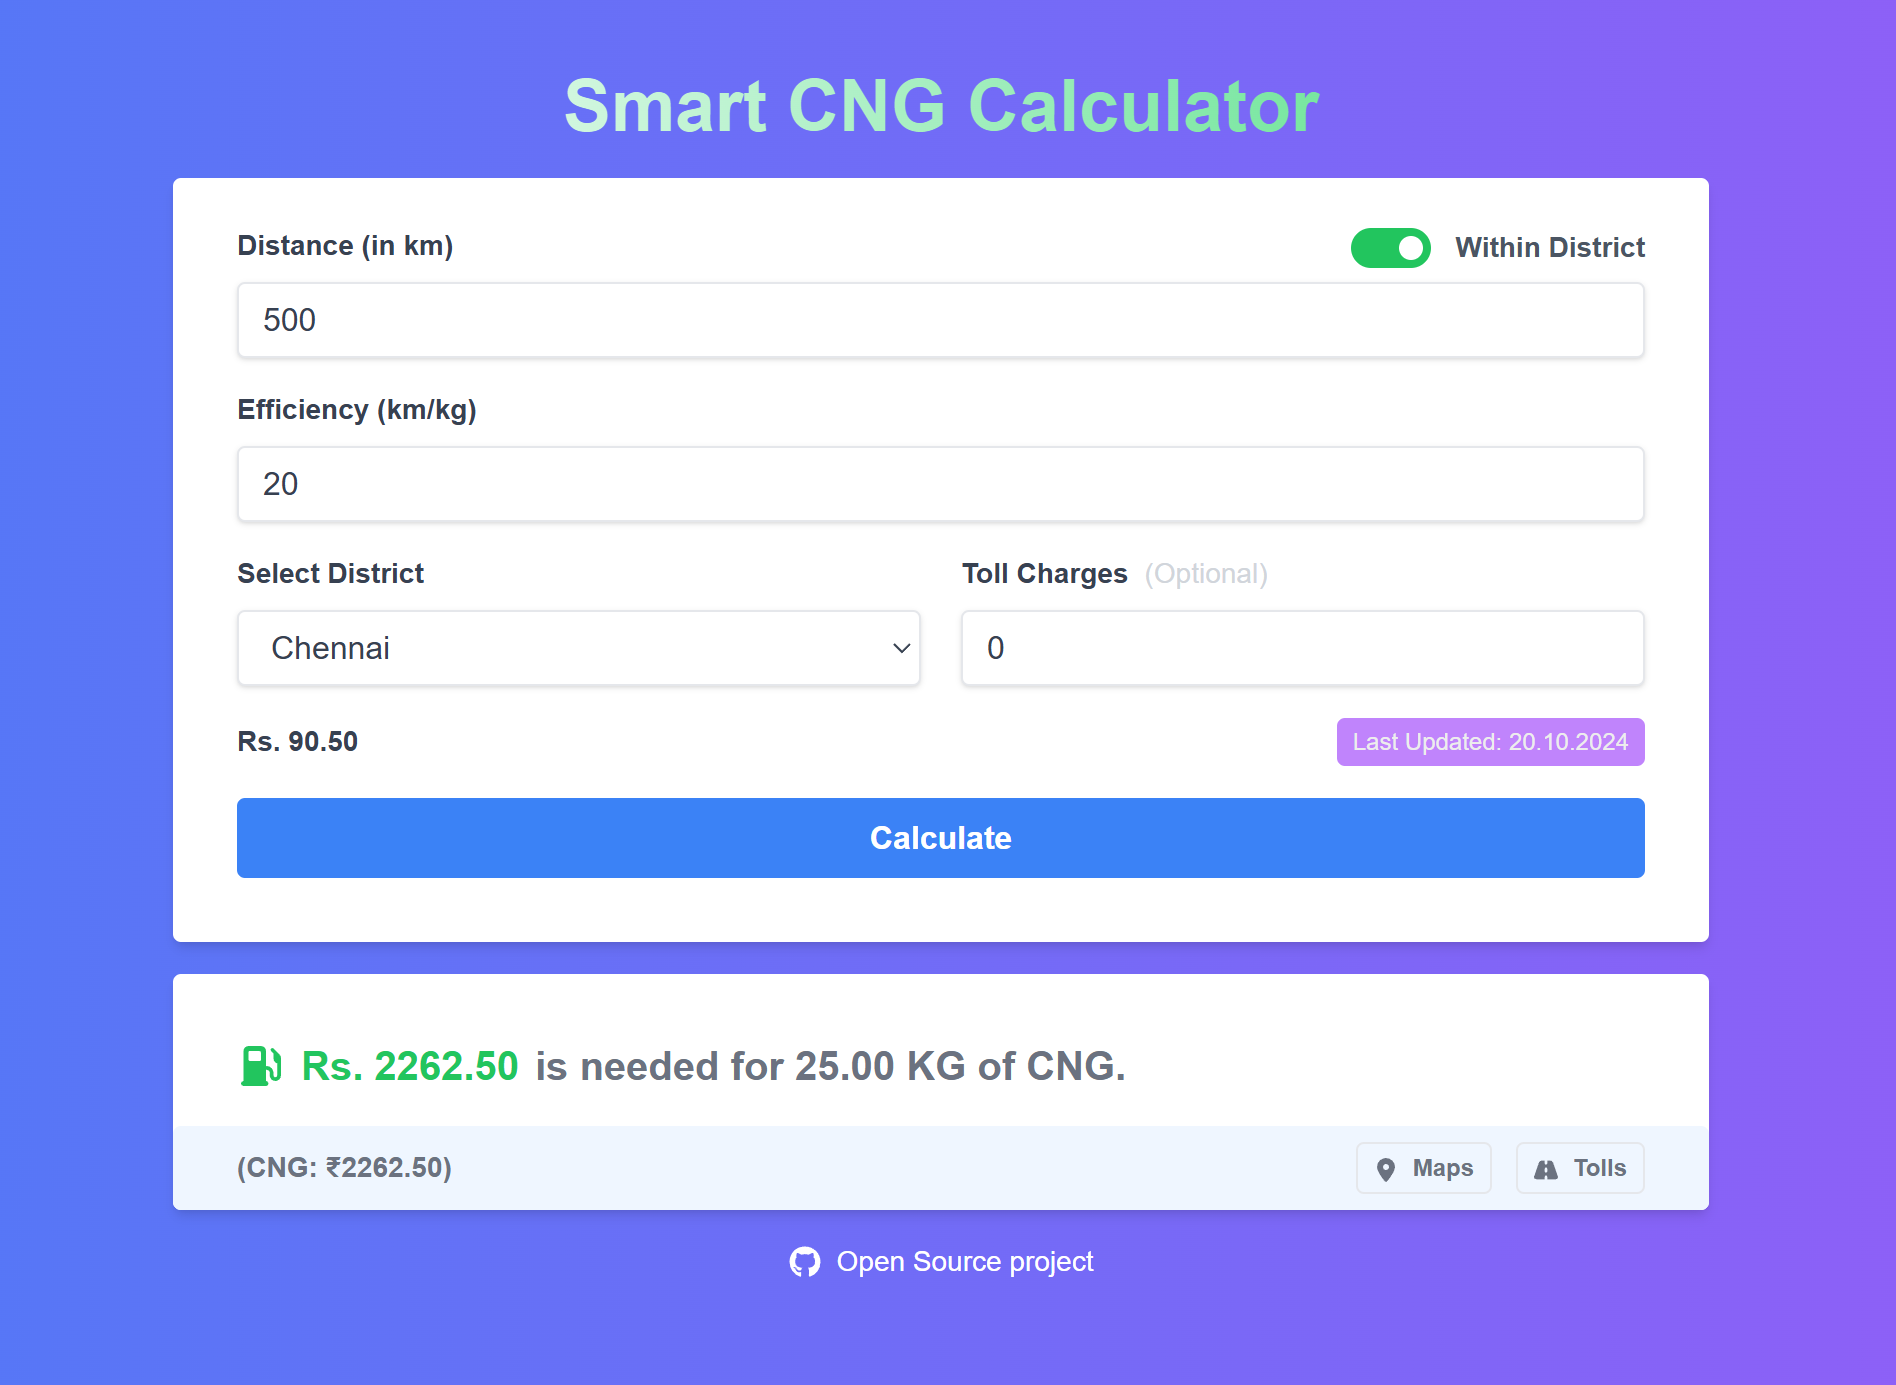 Smart CNG Calculator
Distance (in km)
Within District
500
Efficiency (km/kg)
20
Select District
Toll Charges (Optional)
Chennai
0
Rs. 90.50
Last Updated: 20.10.2024
Calculate
Rs. 2262.50 is needed for 25.00 KG of CNG.
(CNG: ₹2262.50)
Maps
Tolls
Open Source project